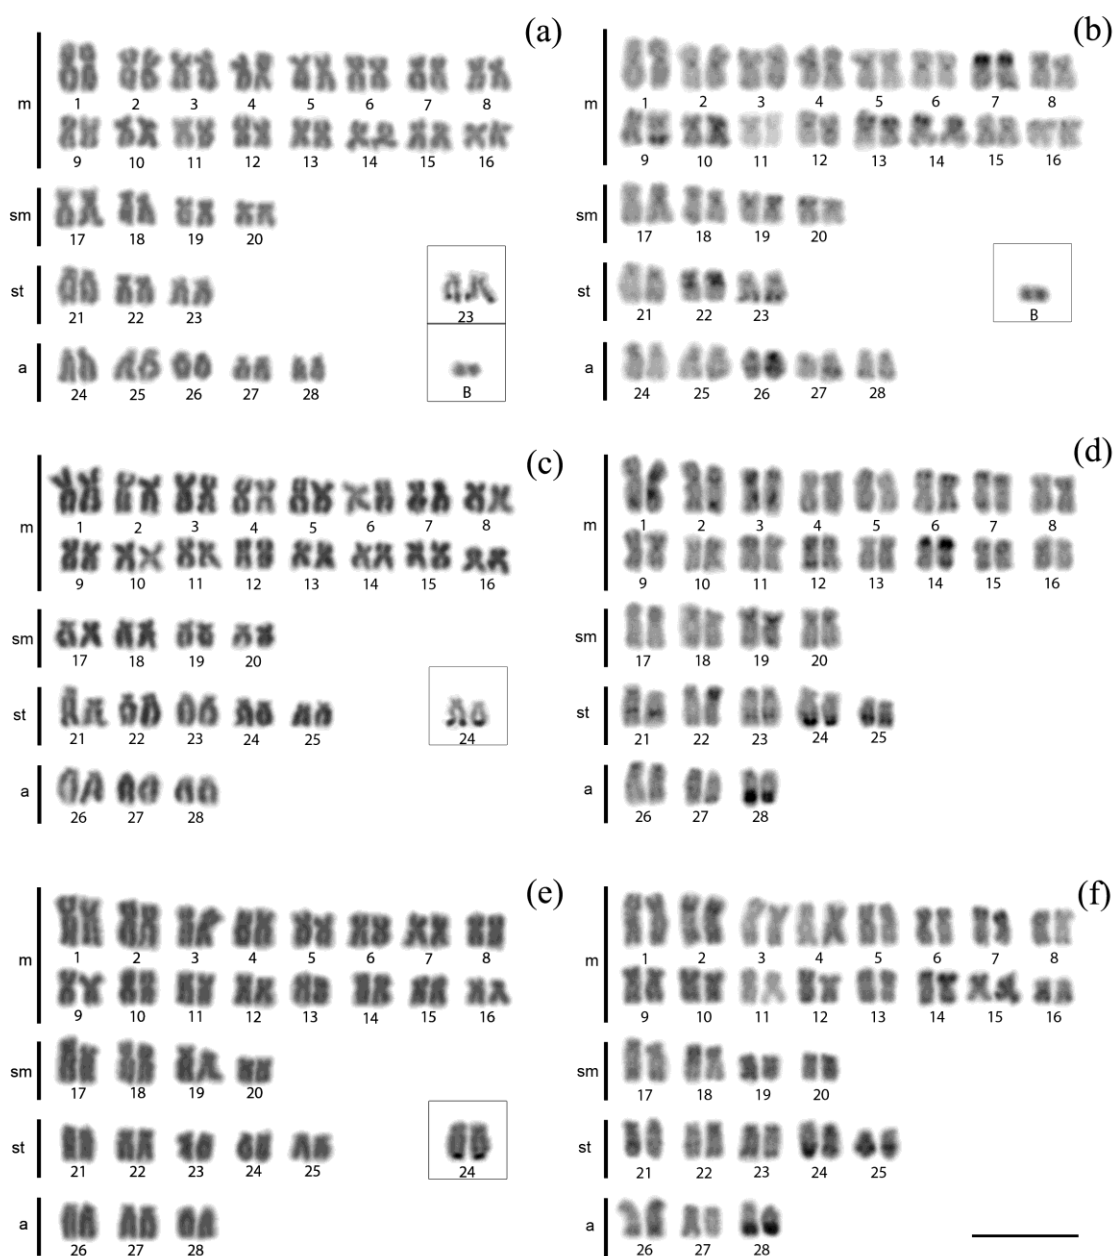 (a)
m
1 2 3 4 5 6 7 8
9 10 11 12 13 14 15 16
sm
17 18 19 20
st
21 22 23
23
a
24 25 26 27 28
B
(b)
m
1 2 3 4 5 6 7 8
9 10 11 12 13 14 15 16
sm
17 18 19 20
st
21 22 23
B
a
24 25 26 27 28
(c)
m
1 2 3 4 5 6 7 8
9 10 11 12 13 14 15 16
sm
17 18 19 20
st
21 22 23 24 25
24
a
26 27 28
(d)
m
1 2 3 4 5 6 7 8
9 10 11 12 13 14 15 16
sm
17 18 19 20
st
21 22 23 24 25
a
26 27 28
(e)
m
1 2 3 4 5 6 7 8
9 10 11 12 13 14 15 16
sm
17 18 19 20
st
21 22 23 24 25
24
a
26 27 28
(f)
m
1 2 3 4 5 6 7 8
9 10 11 12 13 14 15 16
sm
17 18 19 20
st
21 22 23 24 25
a
26 27 28